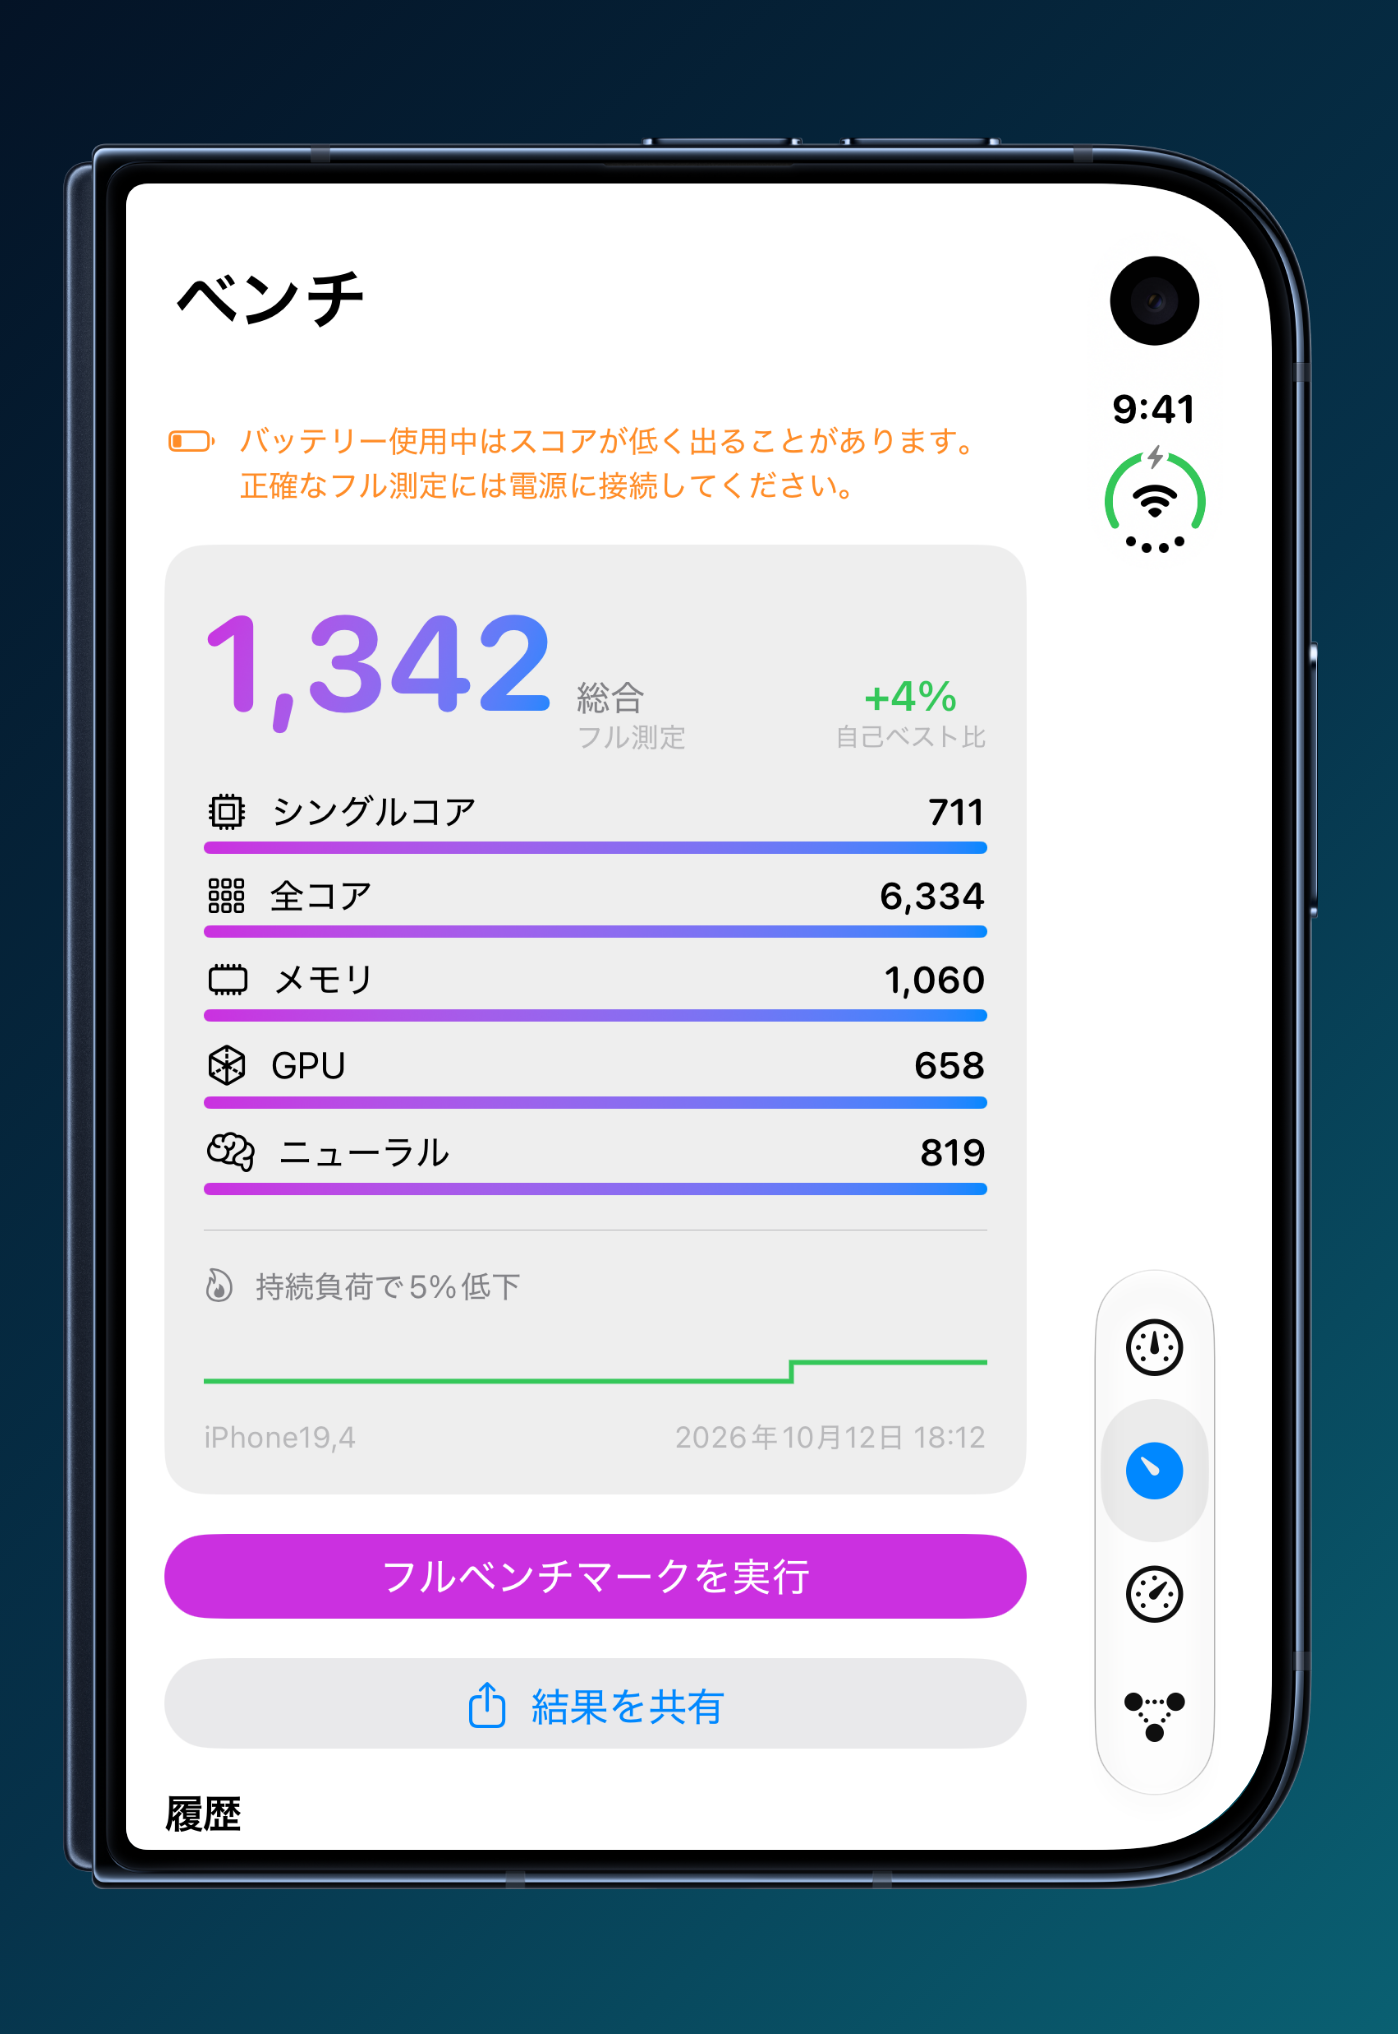 ベンチ
9:41
バッテリー使用中はスコアが低く出ることがあります。
正確なフル測定には電源に接続してください。
1,342 総合 +4%
フル測定 自己ベスト比
シングルコア 711
全コア 6,334
メモリ 1,060
GPU 658
ニューラル 819
持続負荷で5%低下
iPhone19,4 2026年10月12日 18:12
フルベンチマークを実行
結果を共有
履歴